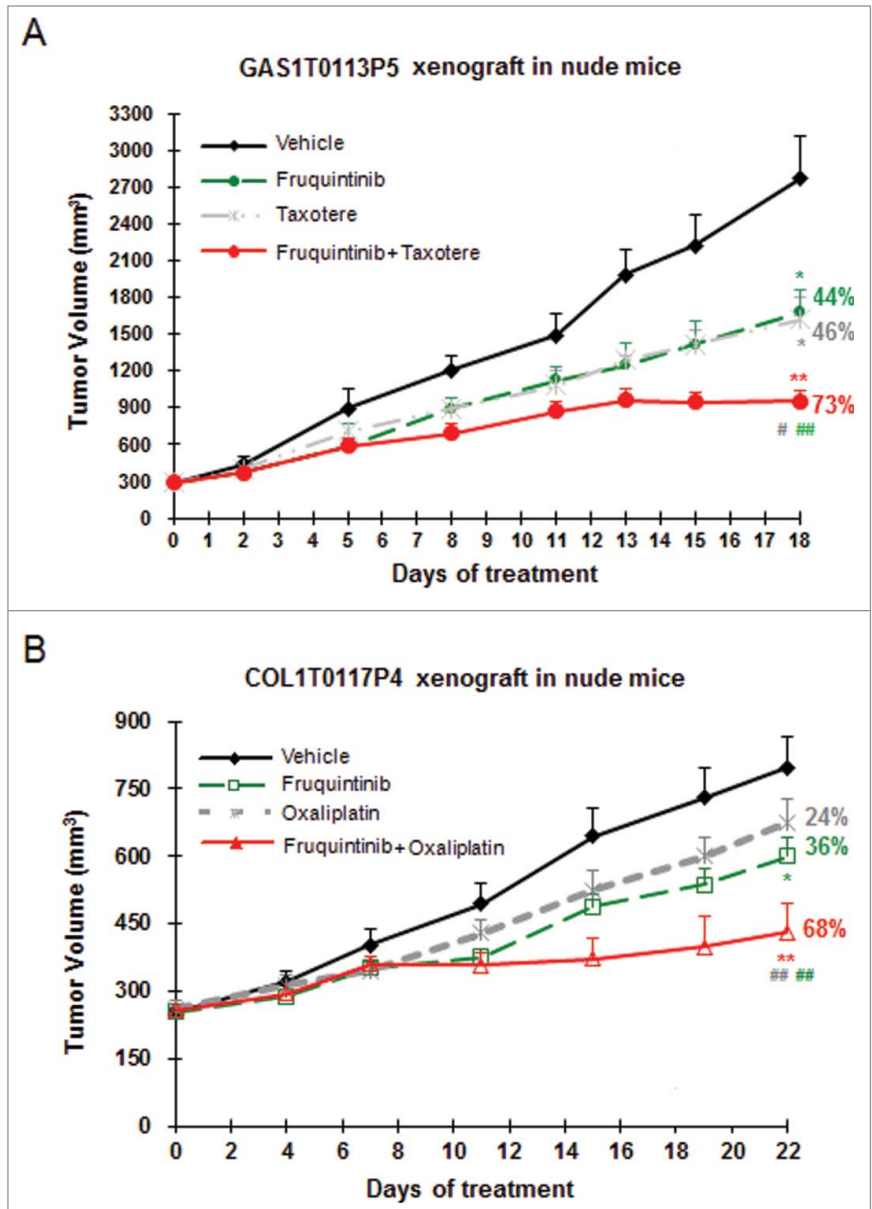 A
GAS1T0113P5 xenograft in nude mice
Tumor Volume (mm³)
3300
3000
2700
2400
2100
1800
1500
1200
900
600
300
0
Vehicle
Fruquintinib
Taxotere
Fruquintinib+Taxotere
*
44%
46%
*
**
73%
# ##
0 1 2 3 4 5 6 7 8 9 10 11 12 13 14 15 16 17 18
Days of treatment
B
COL1T0117P4 xenograft in nude mice
Tumor Volume (mm³)
900
750
600
450
300
150
0
Vehicle
Fruquintinib
Oxaliplatin
Fruquintinib+Oxaliplatin
24%
36%
*
68%
**
## ##
0 2 4 6 8 10 12 14 16 18 20 22
Days of treatment